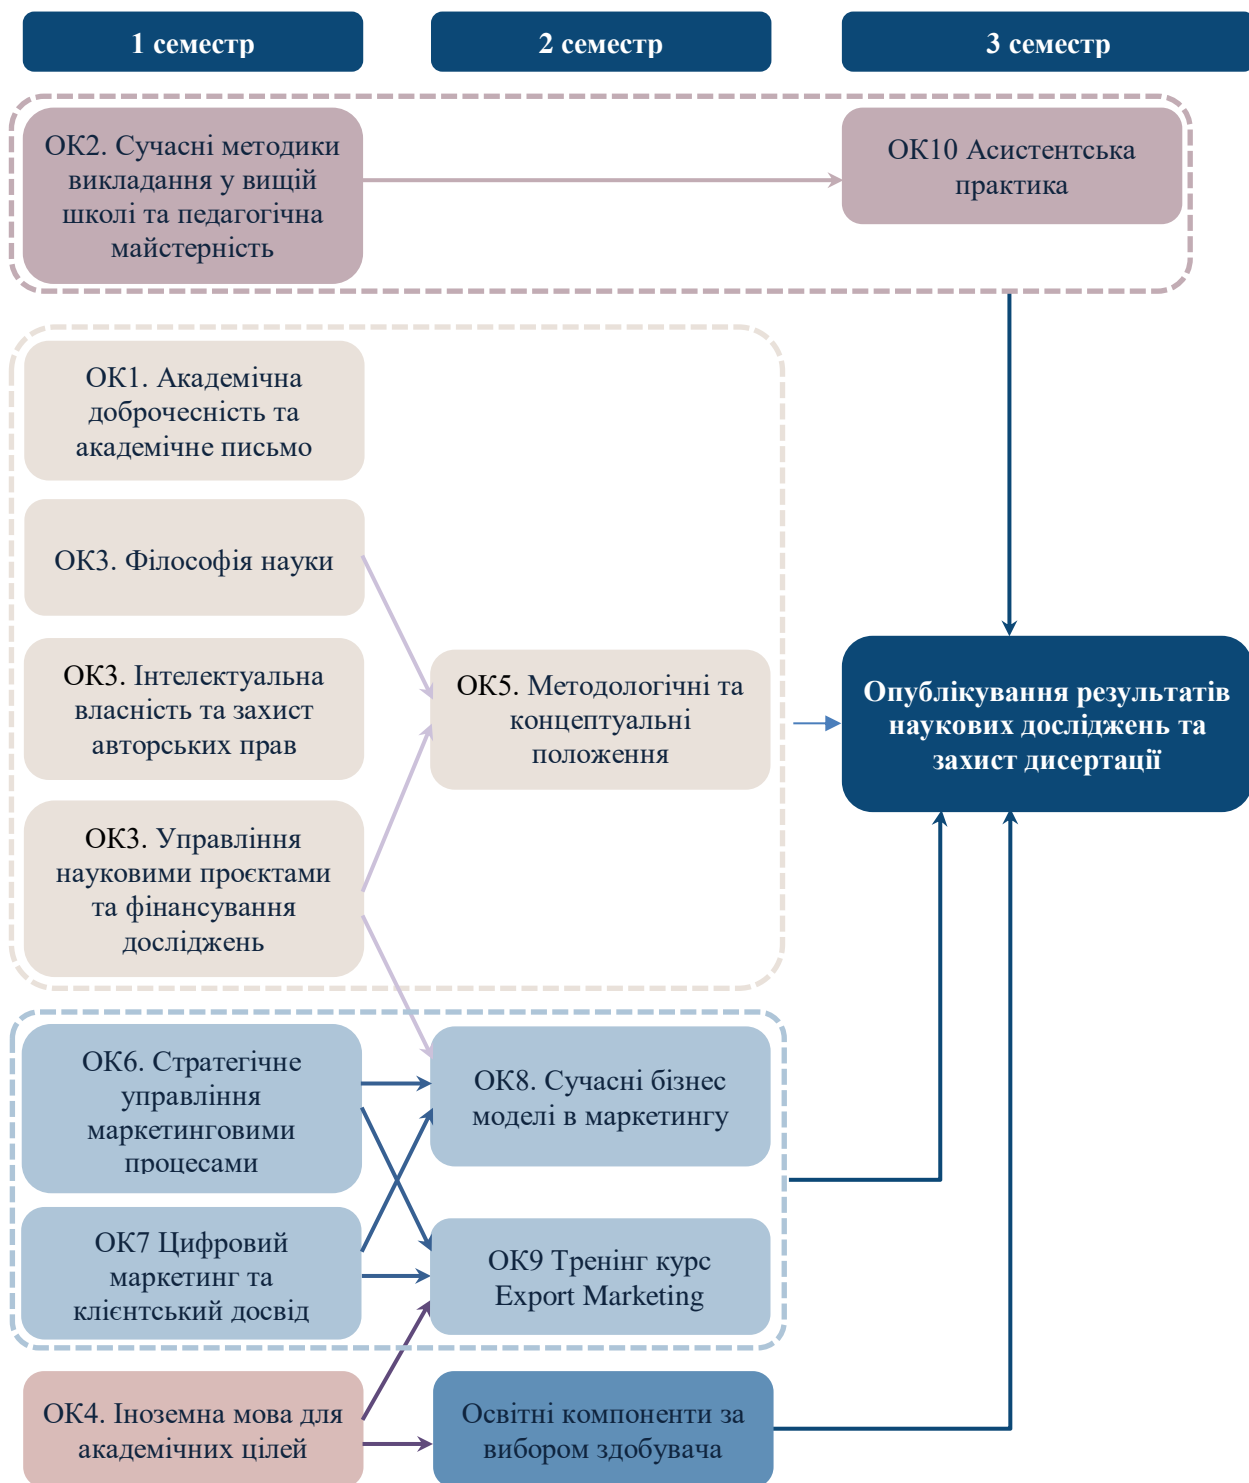 1 семестр
2 семестр
3 семестр
ОК2. Сучасні методики
викладання у вищій
школі та педагогічна
майстерність
ОК10 Асистентська
практика
ОК1. Академічна
доброчесність та
академічне письмо
ОК3. Філософія науки
ОК3. Інтелектуальна
власність та захист
авторських прав
ОК5. Методологічні та
концептуальні
положення
Опублікування результатів
наукових досліджень та
захист дисертації
ОК3. Управління
науковими проєктами
та фінансування
досліджень
ОК6. Стратегічне
управління
маркетинговими
процесами
ОК8. Сучасні бізнес
моделі в маркетингу
ОК7 Цифровий
маркетинг та
клієнтський досвід
ОК9 Тренінг курс
Export Marketing
ОК4. Іноземна мова для
академічних цілей
Освітні компоненти за
вибором здобувача